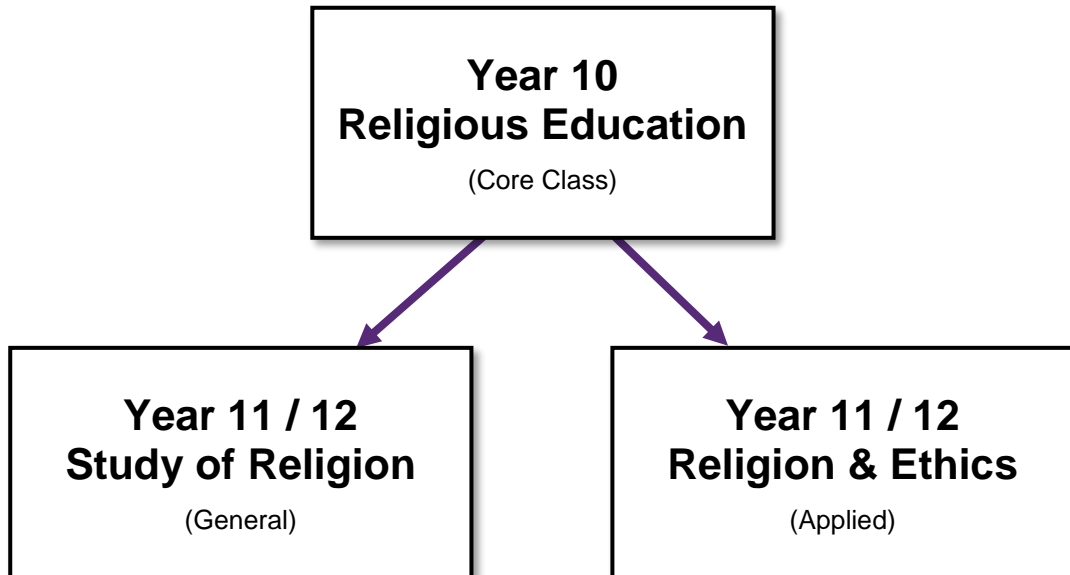 Year 10
Religious Education
(Core Class)
Year 11 / 12
Study of Religion
(General)
Year 11 / 12
Religion & Ethics
(Applied)